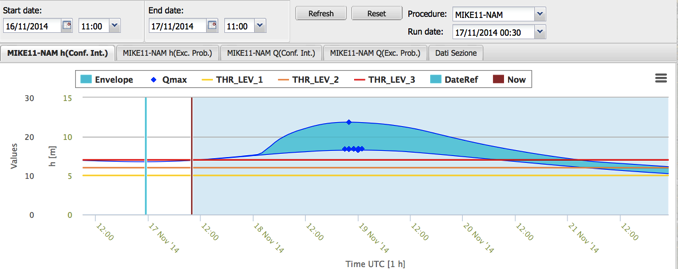 Start date:
16/11/2014 11:00
End date:
17/11/2014 11:00
Refresh Reset
Procedure: MIKE11-NAM
Run date: 17/11/2014 00:30
MIKE11-NAM h(Conf. Int.) MIKE11-NAM h(Exc. Prob.) MIKE11-NAM Q(Conf. Int.) MIKE11-NAM Q(Exc. Prob.) Dati Sezione
Envelope Qmax THR_LEV_1 THR_LEV_2 THR_LEV_3 DateRef Now
30 15
20 10
10 5
0 0
Values
h [m]
12:00 17 Nov '14 12:00 18 Nov '14 12:00 19 Nov '14 12:00 20 Nov '14 12:00 21 Nov '14 12:00
Time UTC [1 h]